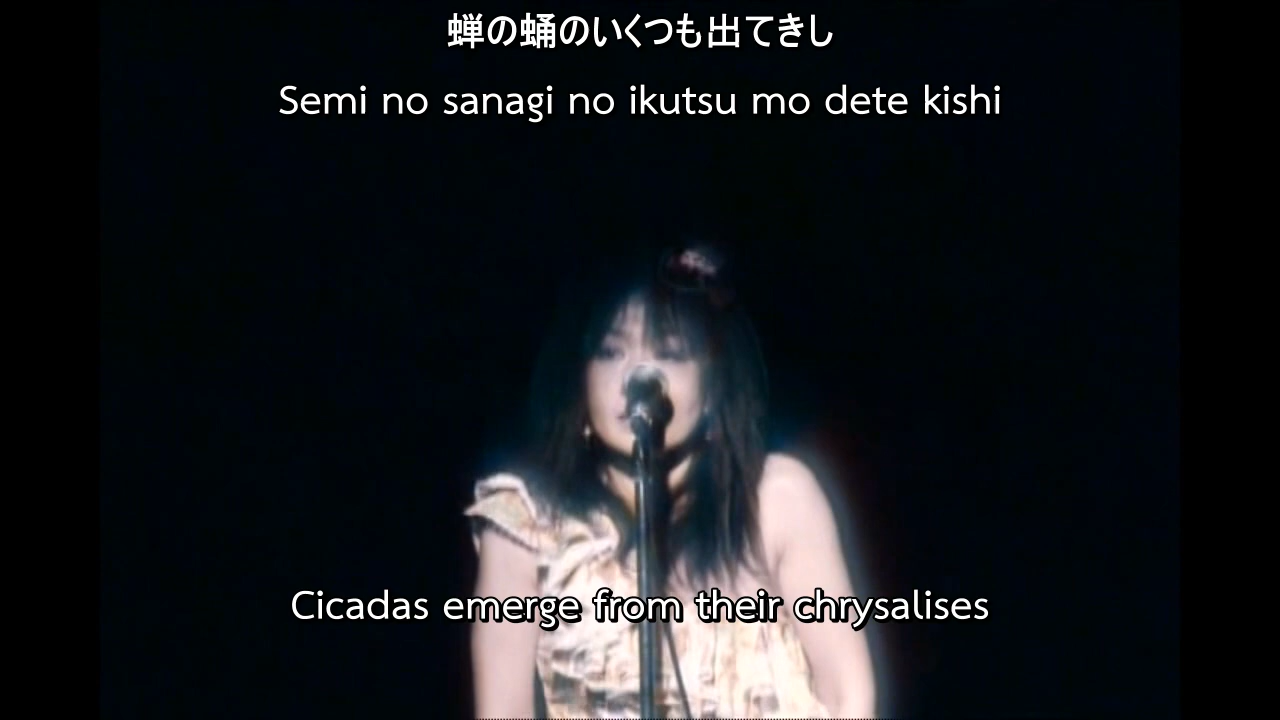 蝉の蛹のいくつも出てきし
Semi no sanagi no ikutsu mo dete kishi
Cicadas emerge from their chrysalises